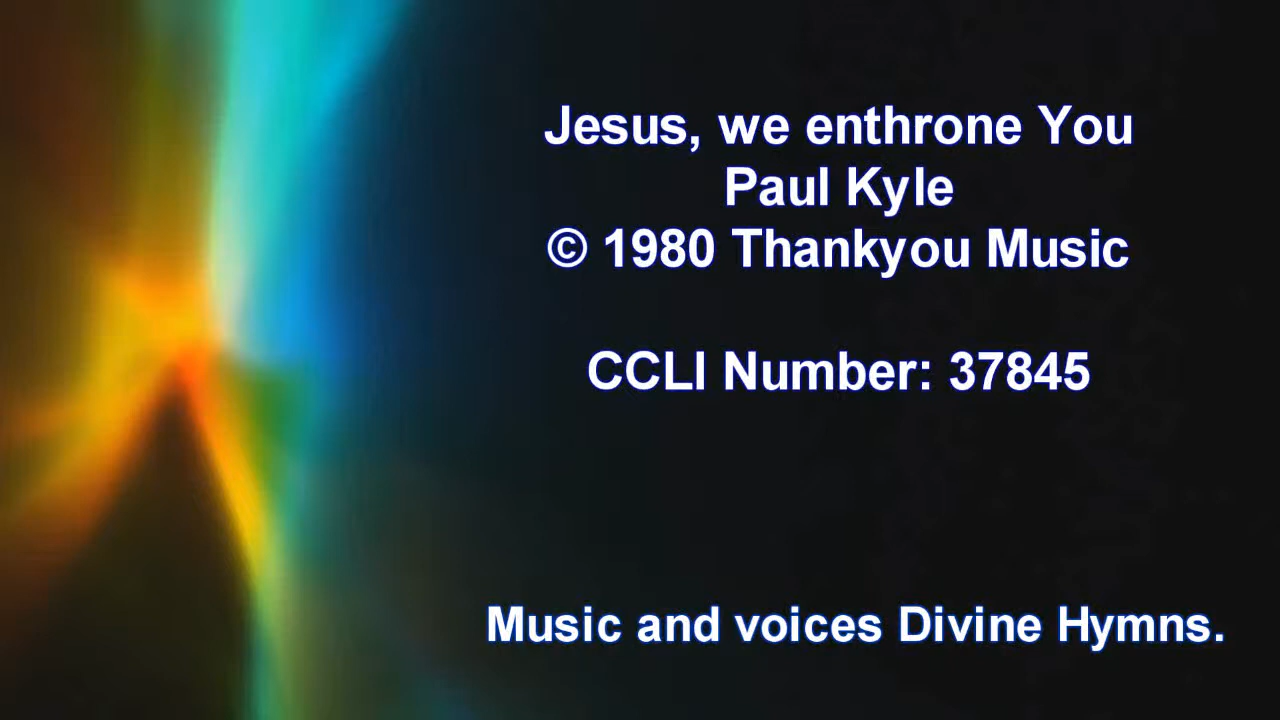 Jesus, we enthrone You
Paul Kyle
© 1980 Thankyou Music
CCLI Number: 37845
Music and voices Divine Hymns.